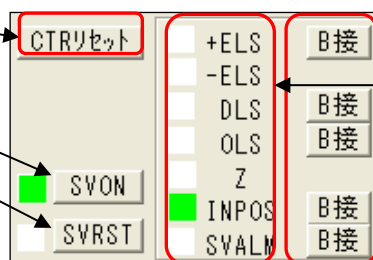 CTRリセット
+ELS B接
-ELS
DLS B接
OLS B接
Z
SVON
INPOS B接
SVRST
SVALM B接